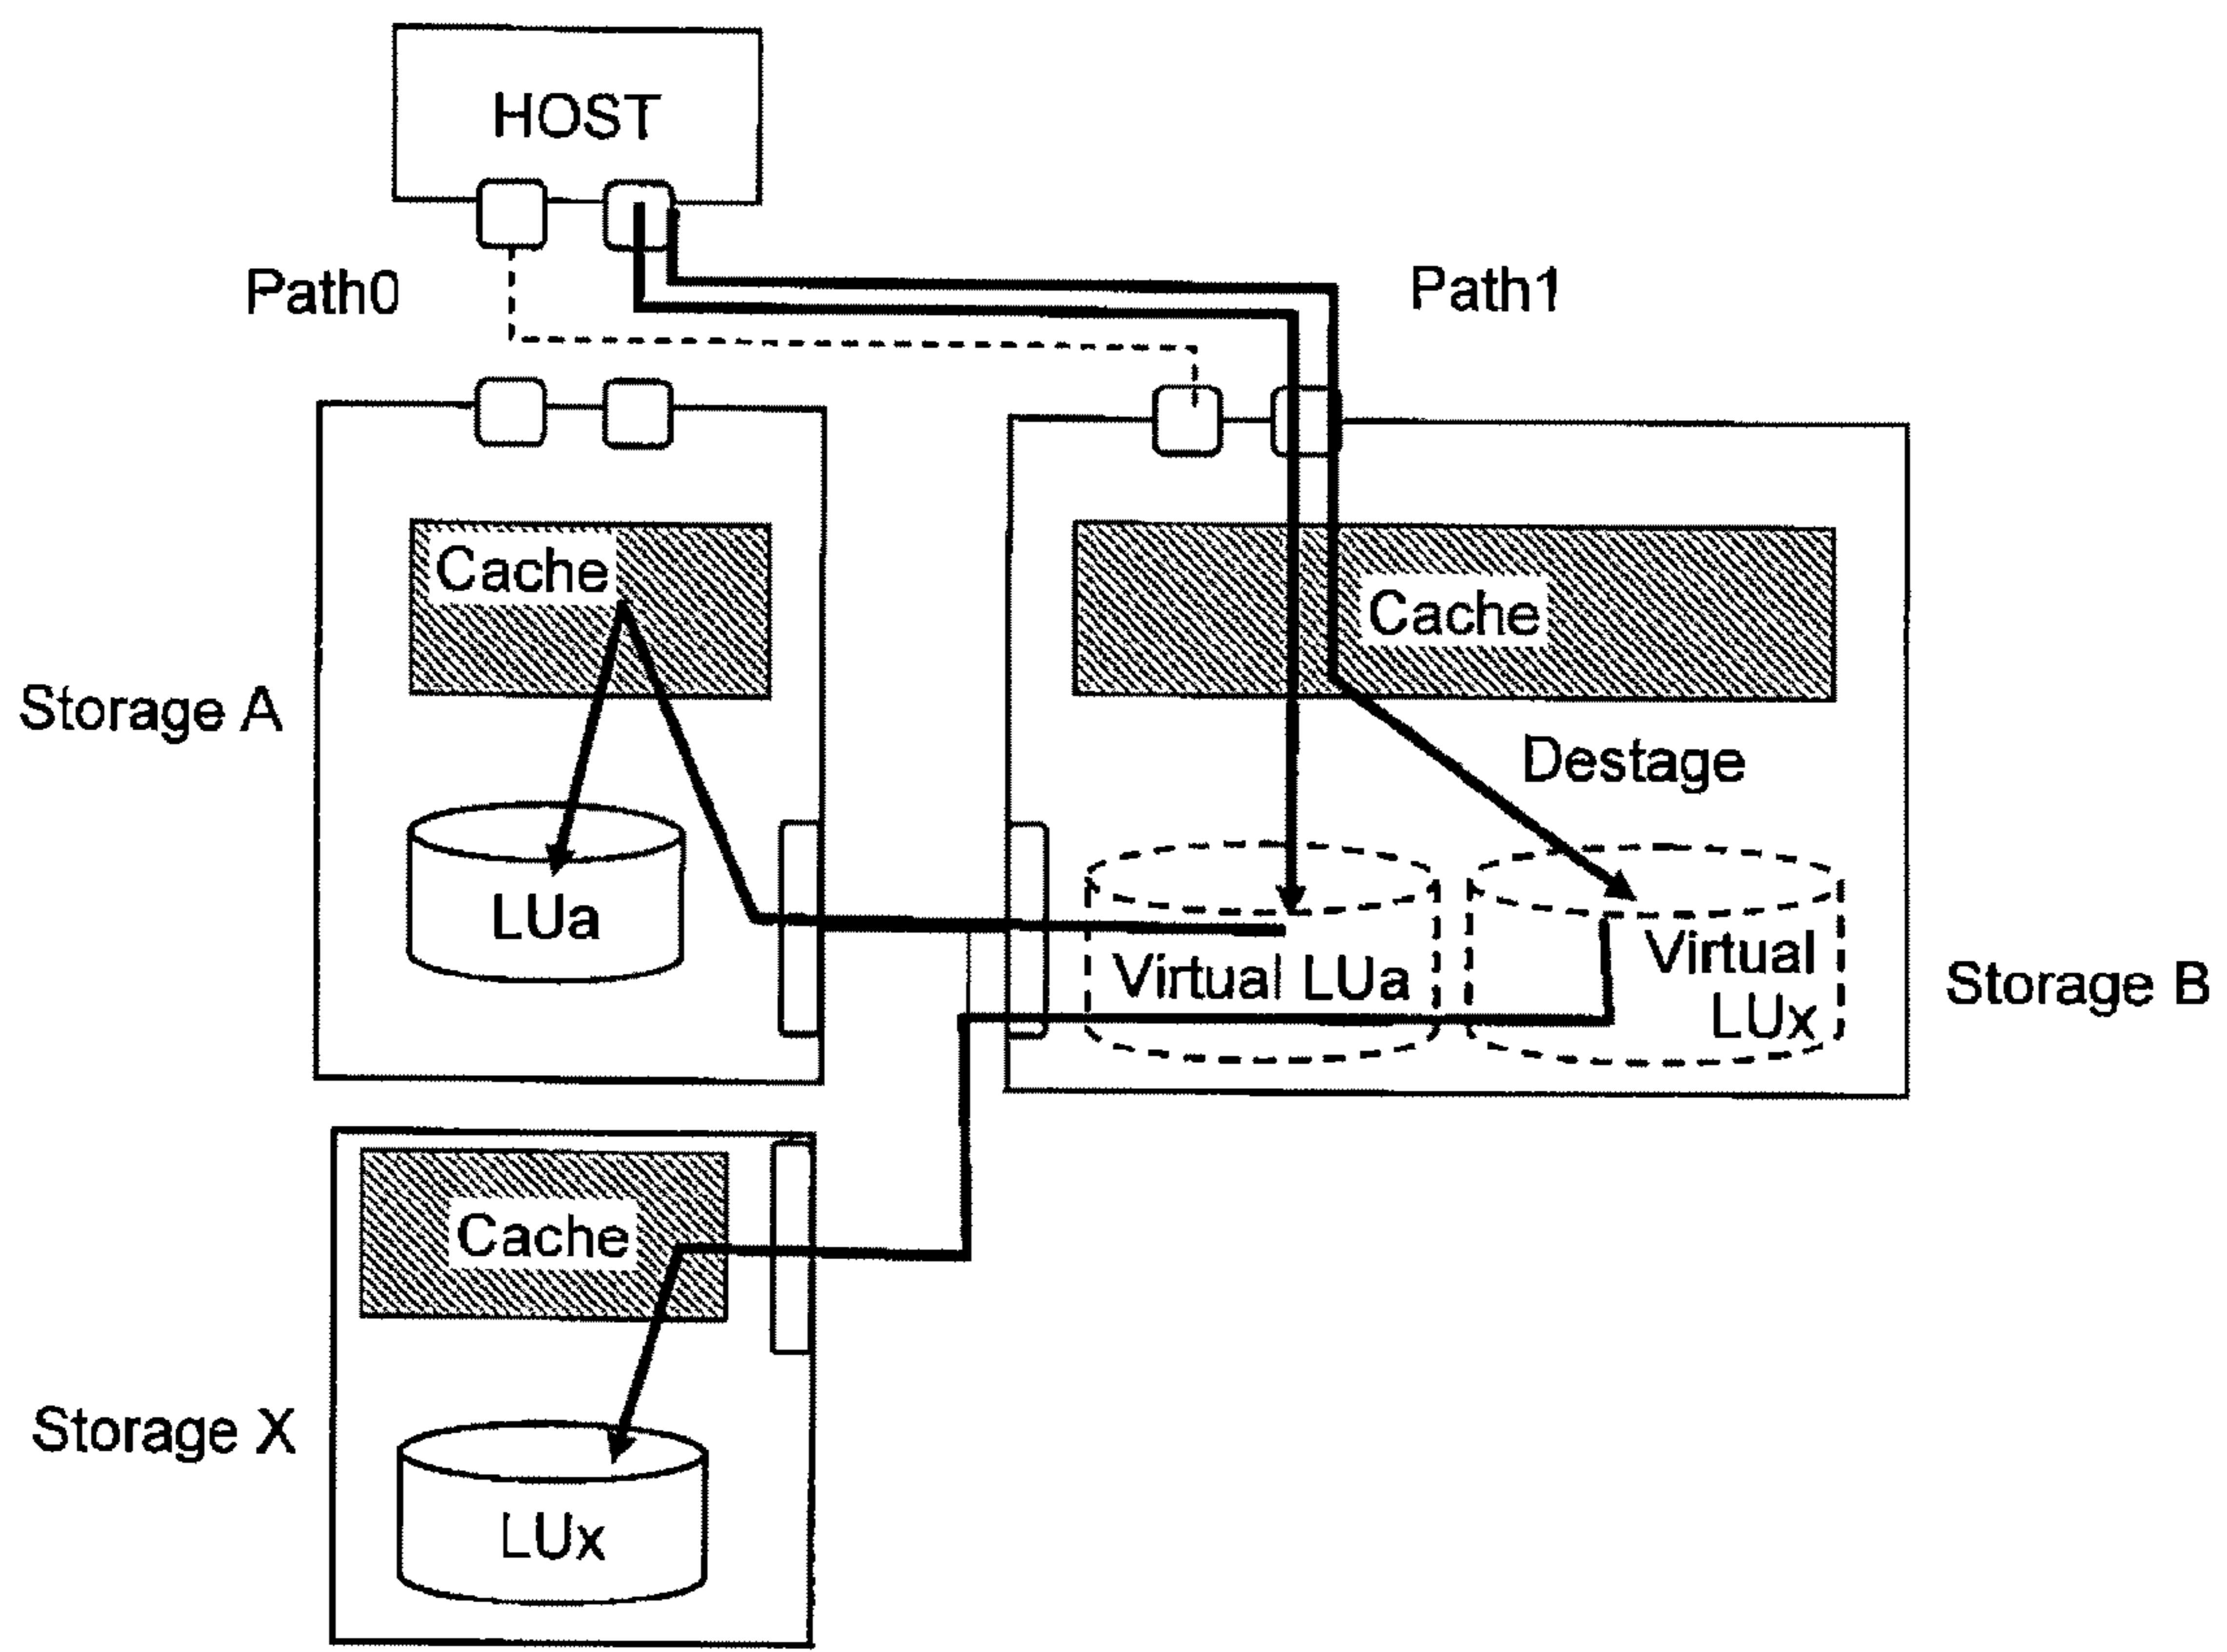 HOST
Path0
Path1
Cache
Cache
Storage A
Destage
LUa
Virtual LUa
Virtual
LUx
Storage B
Cache
Storage X
LUx